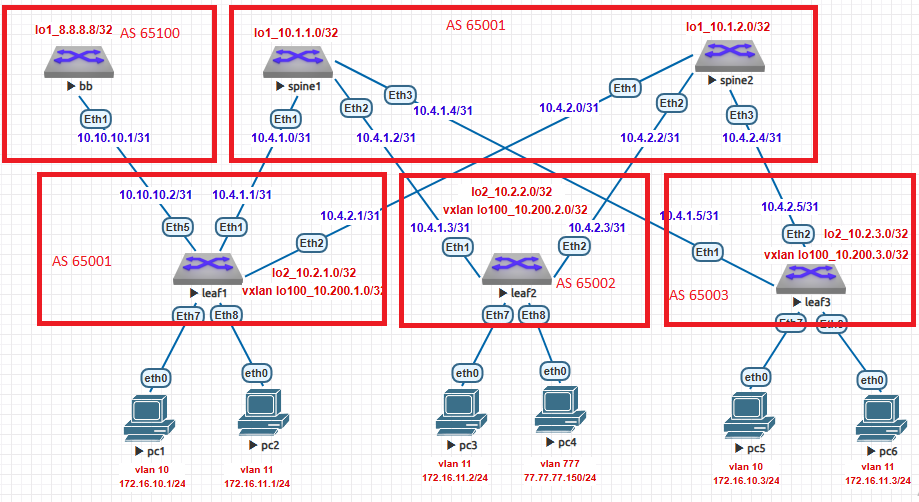 lo1_8.8.8.8/32
AS 65100
bb
Eth1
10.10.10.1/31
AS 65001
lo1_10.1.1.0/32
spine1
Eth1
10.4.1.0/31
Eth2
10.4.1.2/31
Eth3
10.4.1.4/31
lo1_10.1.2.0/32
spine2
Eth1
10.4.2.0/31
Eth2
10.4.2.2/31
Eth3
10.4.2.4/31
10.10.10.2/31
Eth5
10.4.1.1/31
Eth1
10.4.2.1/31
Eth2
AS 65001
lo2_10.2.1.0/32
vxlan lo100_10.200.1.0/32
leaf1
Eth7
Eth8
lo2_10.2.2.0/32
vxlan lo100_10.200.2.0/32
10.4.1.3/31
Eth1
10.4.2.3/31
Eth2
leaf2
AS 65002
Eth7
Eth8
10.4.1.5/31
Eth1
10.4.2.5/31
Eth2
lo2_10.2.3.0/32
vxlan lo100_10.200.3.0/32
AS 65003
leaf3
Eth7
Eth8
eth0
pc1
vlan 10
172.16.10.1/24
eth0
pc2
vlan 11
172.16.11.1/24
eth0
pc3
vlan 11
172.16.11.2/24
eth0
pc4
vlan 777
77.77.77.150/24
eth0
pc5
vlan 10
172.16.10.3/24
eth0
pc6
vlan 11
172.16.11.3/24